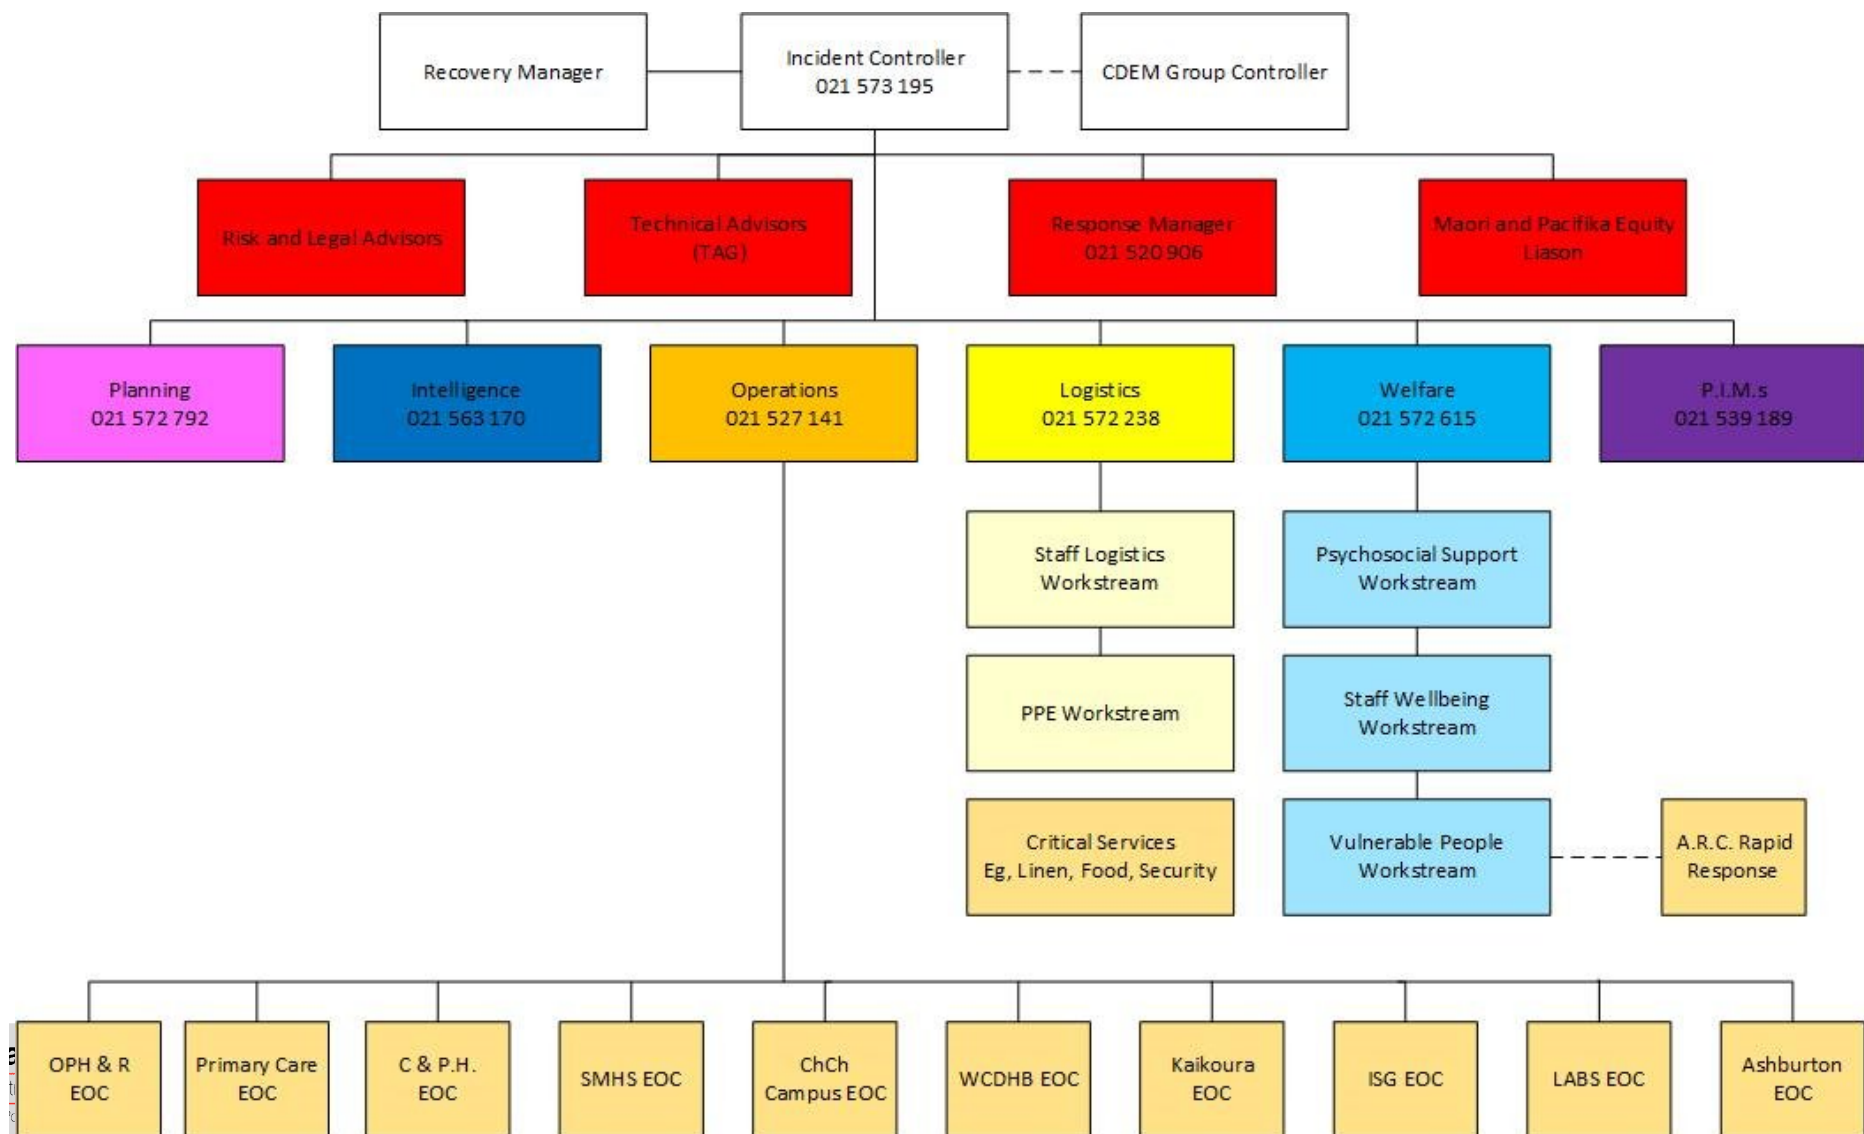 Recovery Manager
Incident Controller
021 573 195
CDEM Group Controller
Risk and Legal Advisors
Technical Advisors
(TAG)
Response Manager
021 520 906
Maori and Pacifika Equity
Liason
Planning
021 572 792
Intelligence
021 563 170
Operations
021 527 141
Logistics
021 572 238
Welfare
021 572 615
P.I.M.s
021 539 189
Staff Logistics
Workstream
Psychosocial Support
Workstream
PPE Workstream
Staff Wellbeing
Workstream
Critical Services
Eg, Linen, Food, Security
Vulnerable People
Workstream
A.R.C. Rapid
Response
OPH & R
EOC
Primary Care
EOC
C & P.H.
EOC
SMHS EOC
ChCh
Campus EOC
WCDHB EOC
Kaikoura
EOC
ISG EOC
LABS EOC
Ashburton
EOC